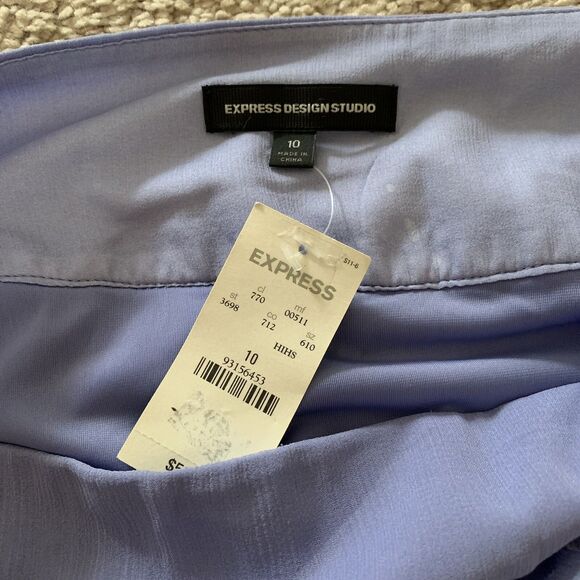 EXPRESS DESIGN STUDIO
10
MADE IN
CHINA
S11-6
EXPRESS
st cl mf
3698 770 00511
co sz
712 610
HIHS
10
93156453